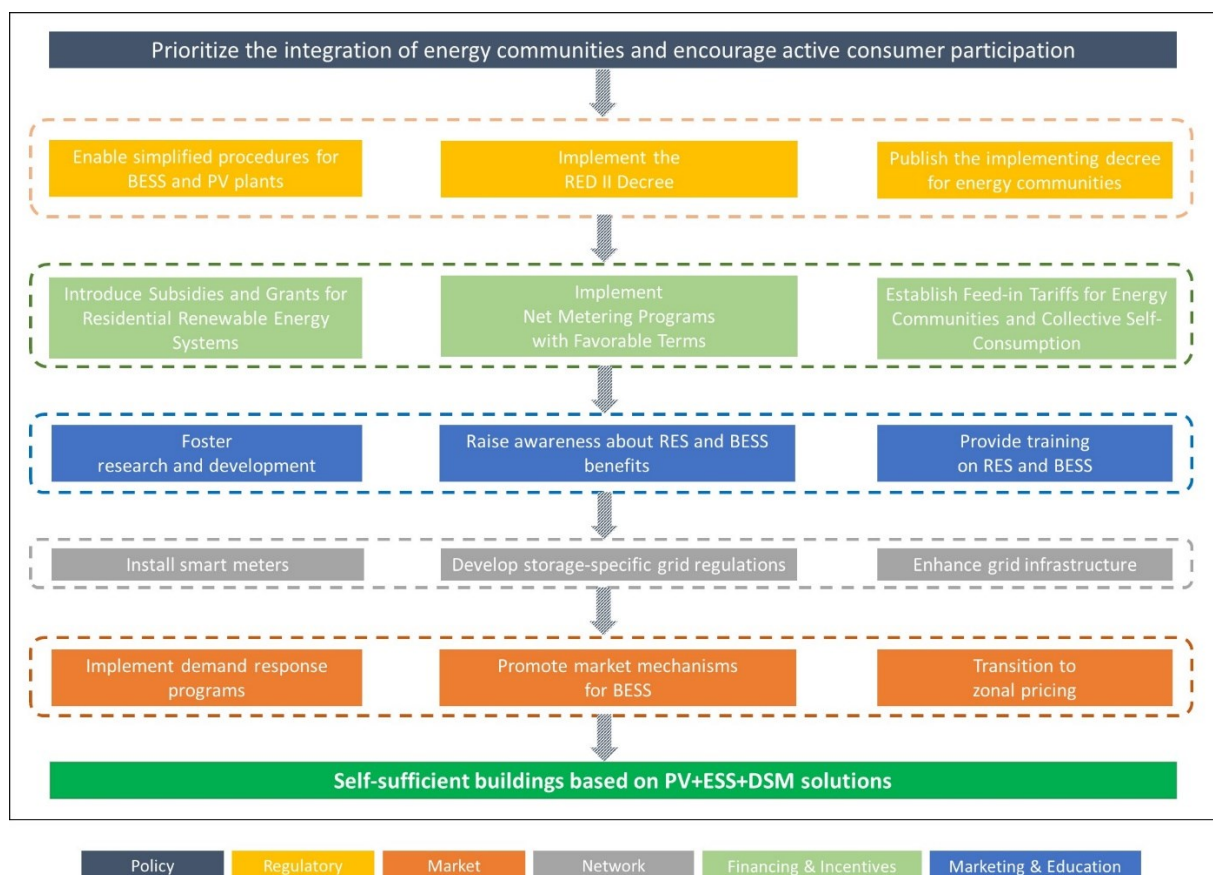 Prioritize the integration of energy communities and encourage active consumer participation
Enable simplified procedures for
BESS and PV plants
Implement the
RED II Decree
Publish the implementing decree
for energy communities
Introduce Subsidies and Grants for
Residential Renewable Energy
Systems
Implement
Net Metering Programs
with Favorable Terms
Establish Feed-in Tariffs for Energy
Communities and Collective Self-
Consumption
Foster
research and development
Raise awareness about RES and BESS
benefits
Provide training
on RES and BESS
Install smart meters
Develop storage-specific grid regulations
Enhance grid infrastructure
Implement demand response
programs
Promote market mechanisms
for BESS
Transition to
zonal pricing
Self-sufficient buildings based on PV+ESS+DSM solutions
Policy
Regulatory
Market
Network
Financing & Incentives
Marketing & Education